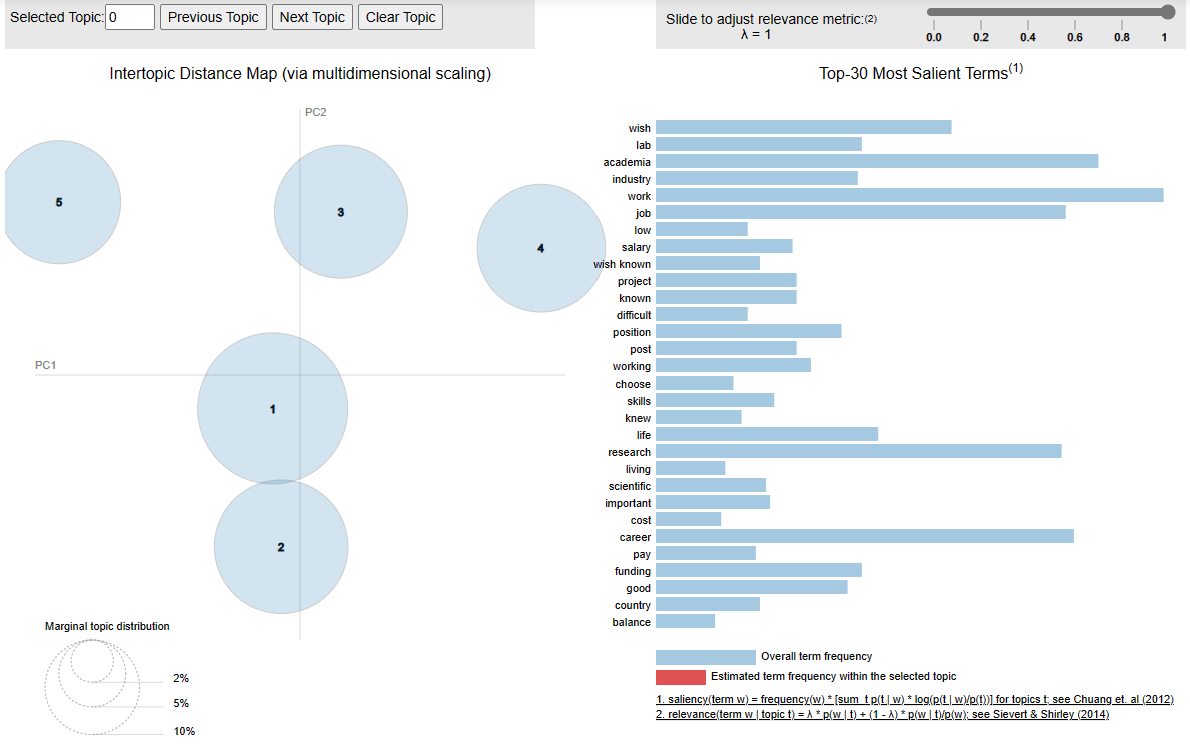 Selected Topic: 0 Previous Topic Next Topic Clear Topic
Slide to adjust relevance metric:(2)
λ = 1
0.0 0.2 0.4 0.6 0.8 1
Intertopic Distance Map (via multidimensional scaling)
PC2
PC1
5
3
4
1
2
Marginal topic distribution
2%
5%
10%
Top-30 Most Salient Terms(1)
wish
lab
academia
industry
work
job
low
salary
wish known
project
known
difficult
position
post
working
choose
skills
knew
life
research
living
scientific
important
cost
career
pay
funding
good
country
balance
Overall term frequency
Estimated term frequency within the selected topic
1. saliency(term w) = frequency(w) * [sum_t p(t | w) * log(p(t | w)/p(t))] for topics t; see Chuang et. al (2012)
2. relevance(term w | topic t) = λ * p(w | t) + (1 - λ) * p(w | t)/p(w); see Sievert & Shirley (2014)